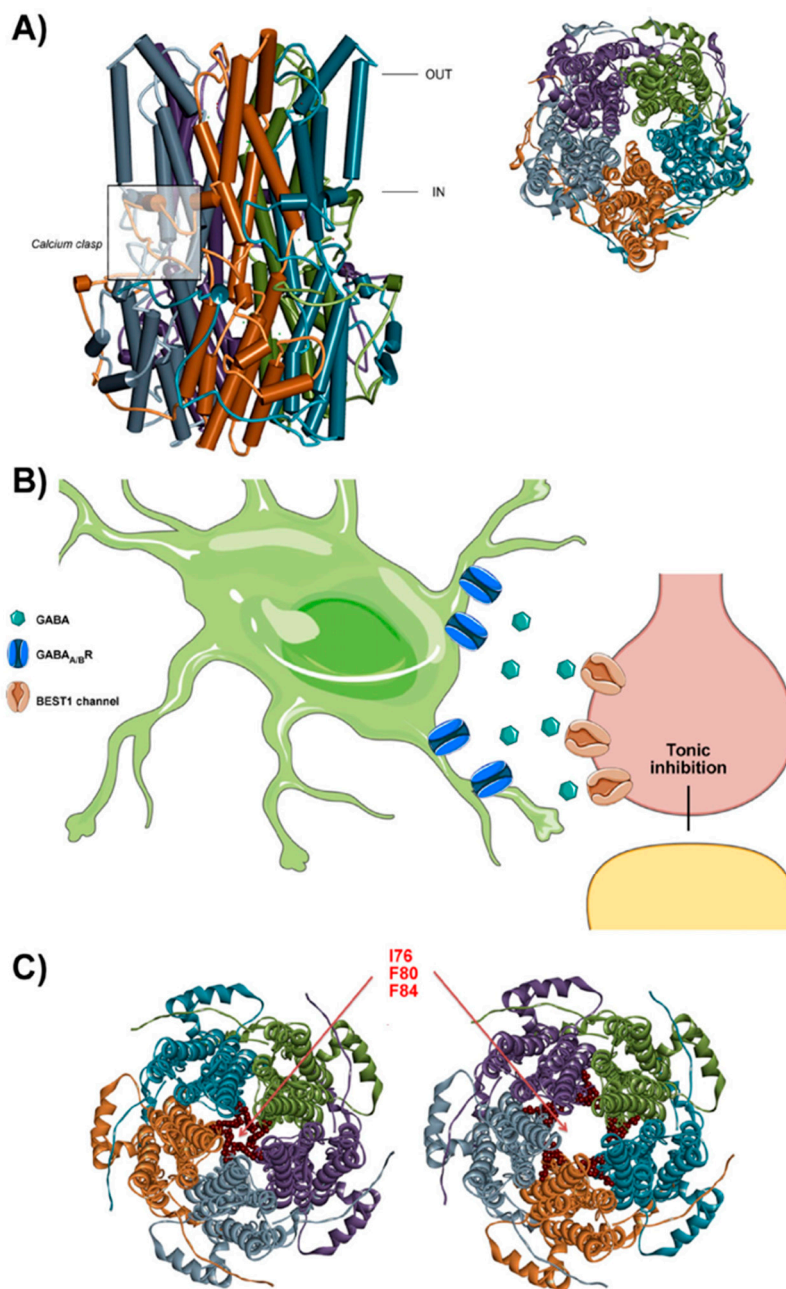 A)
OUT
IN
Calcium clasp
B)
GABA
GABAA/BR
BEST1 channel
Tonic
inhibition
C)
I76
F80
F84